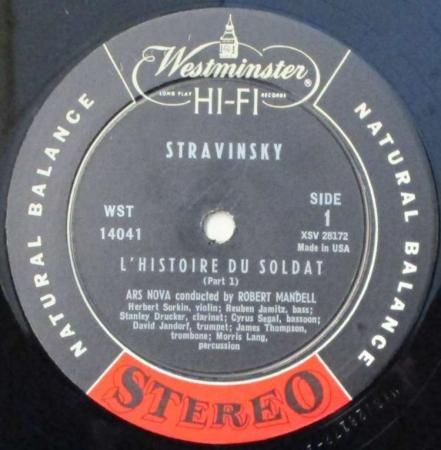 Westminster®
LONG PLAY RECORDS
HI-FI
NATURAL BALANCE
NATURAL BALANCE
STRAVINSKY
WST
14041
SIDE
1
XSV 28172
Made in USA
L'HISTOIRE DU SOLDAT
(Part 1)
ARS NOVA conducted by ROBERT MANDELL
Herbert Sorkin, violin; Reuben Jamitz, bass;
Stanley Drucker, clarinet; Cyrus Segal, bassoon;
David Jandorf, trumpet; James Thompson,
trombone; Morris Lang,
percussion
STEREO